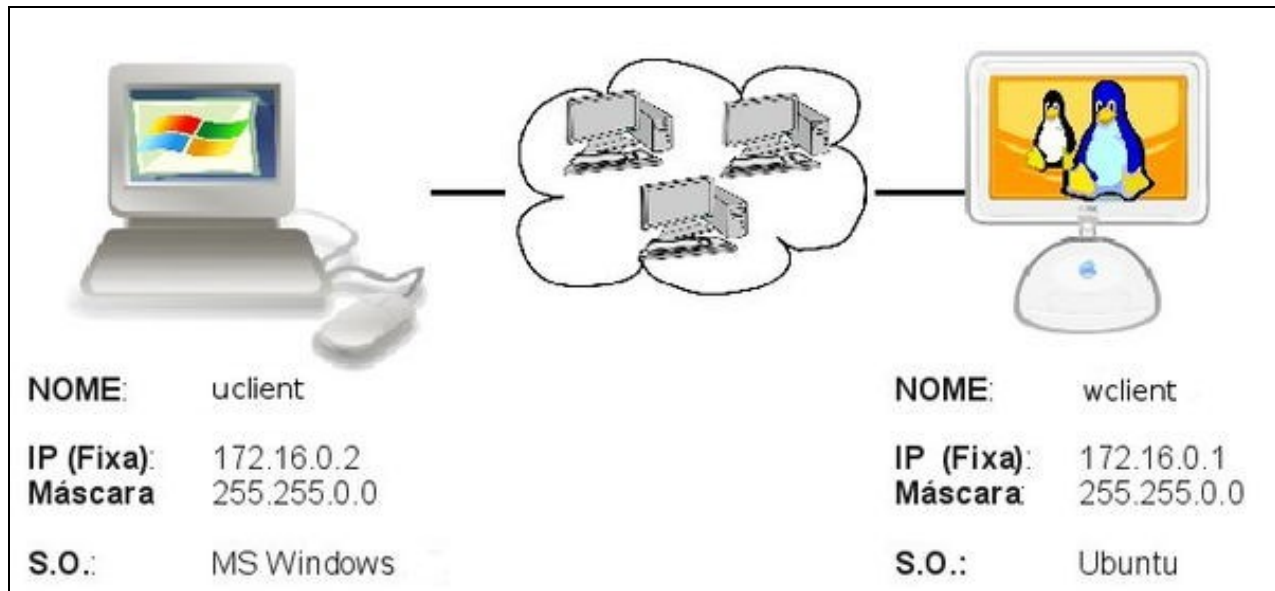 NOME: uclient
IP (Fixa): 172.16.0.2
Máscara 255.255.0.0
S.O.: MS Windows
NOME: wclient
IP (Fixa): 172.16.0.1
Máscara: 255.255.0.0
S.O.: Ubuntu